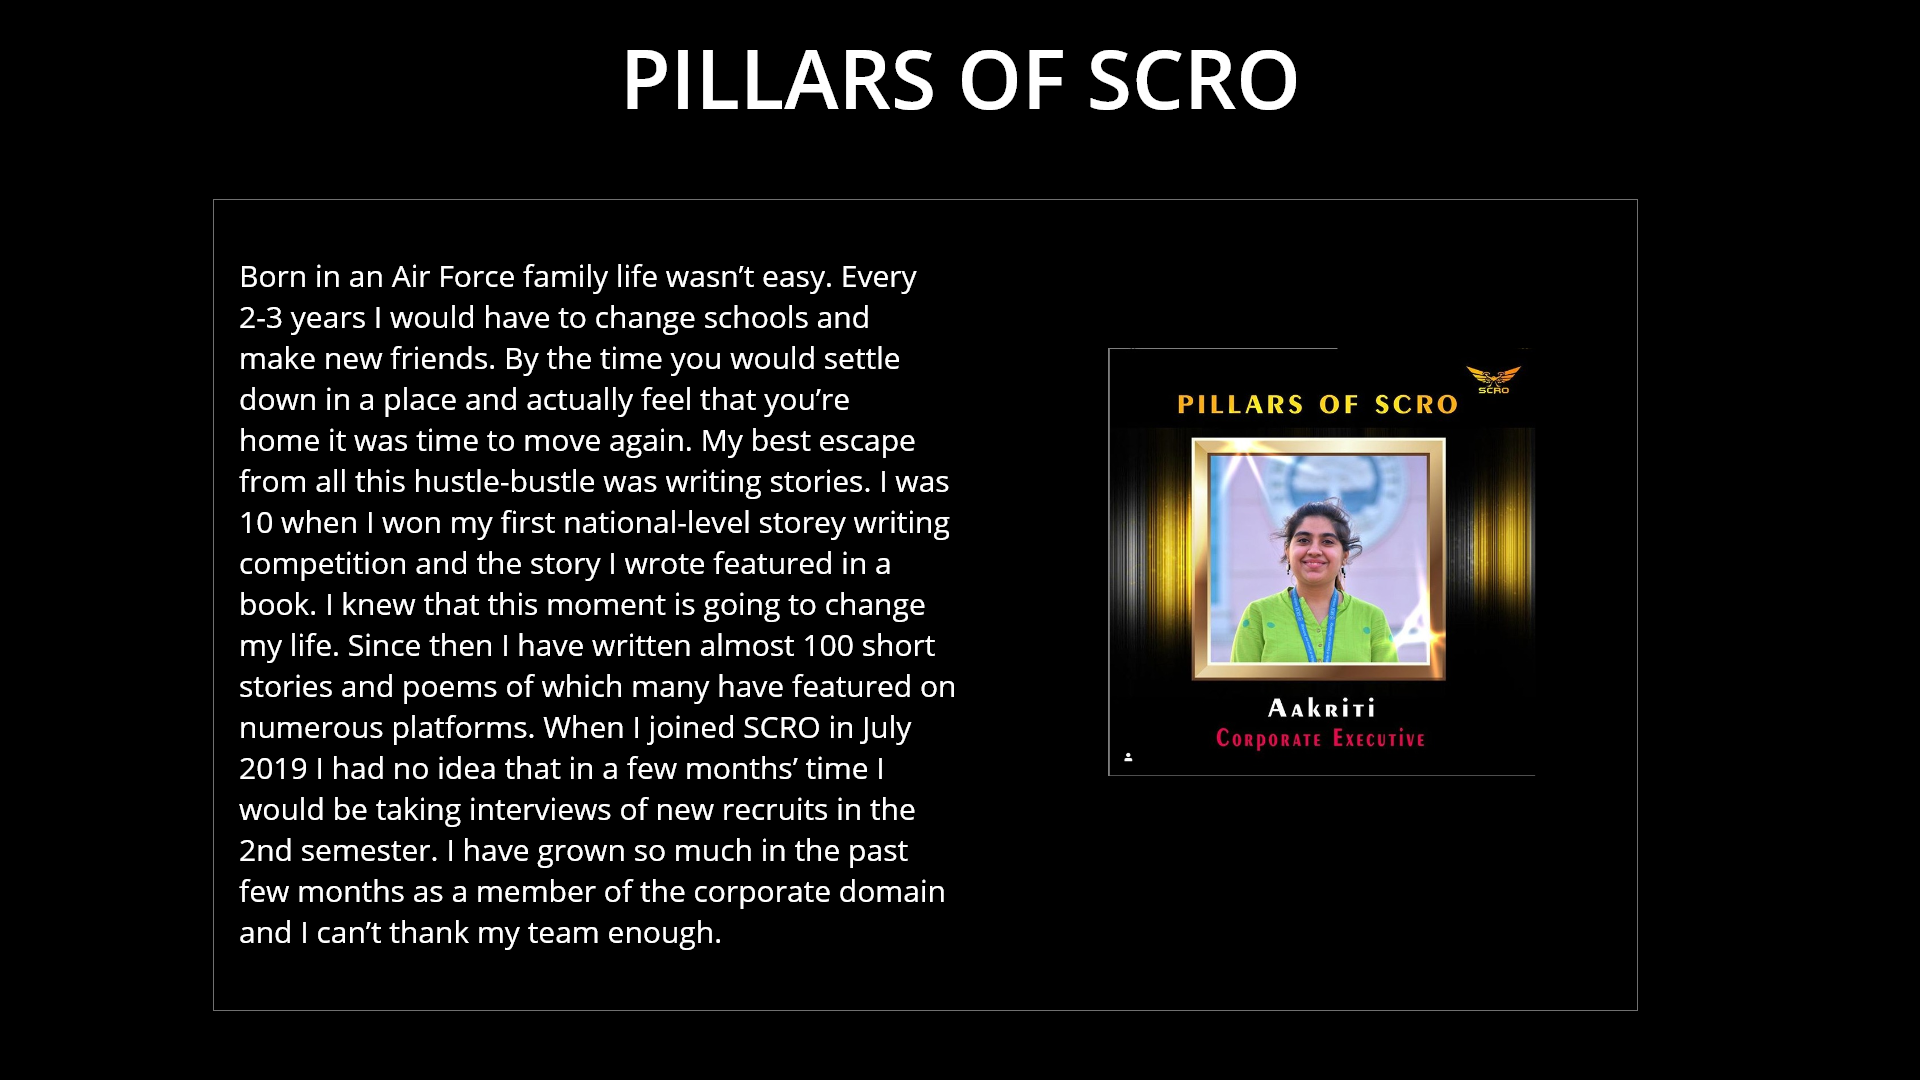 PILLARS OF SCRO
Born in an Air Force family life wasn’t easy. Every
2-3 years I would have to change schools and
make new friends. By the time you would settle
down in a place and actually feel that you’re
home it was time to move again. My best escape
from all this hustle-bustle was writing stories. I was
10 when I won my first national-level storey writing
competition and the story I wrote featured in a
book. I knew that this moment is going to change
my life. Since then I have written almost 100 short
stories and poems of which many have featured on
numerous platforms. When I joined SCRO in July
2019 I had no idea that in a few months’ time I
would be taking interviews of new recruits in the
2nd semester. I have grown so much in the past
few months as a member of the corporate domain
and I can’t thank my team enough.
SCRO
PILLARS OF SCRO
Aakriti
Corporate Executive